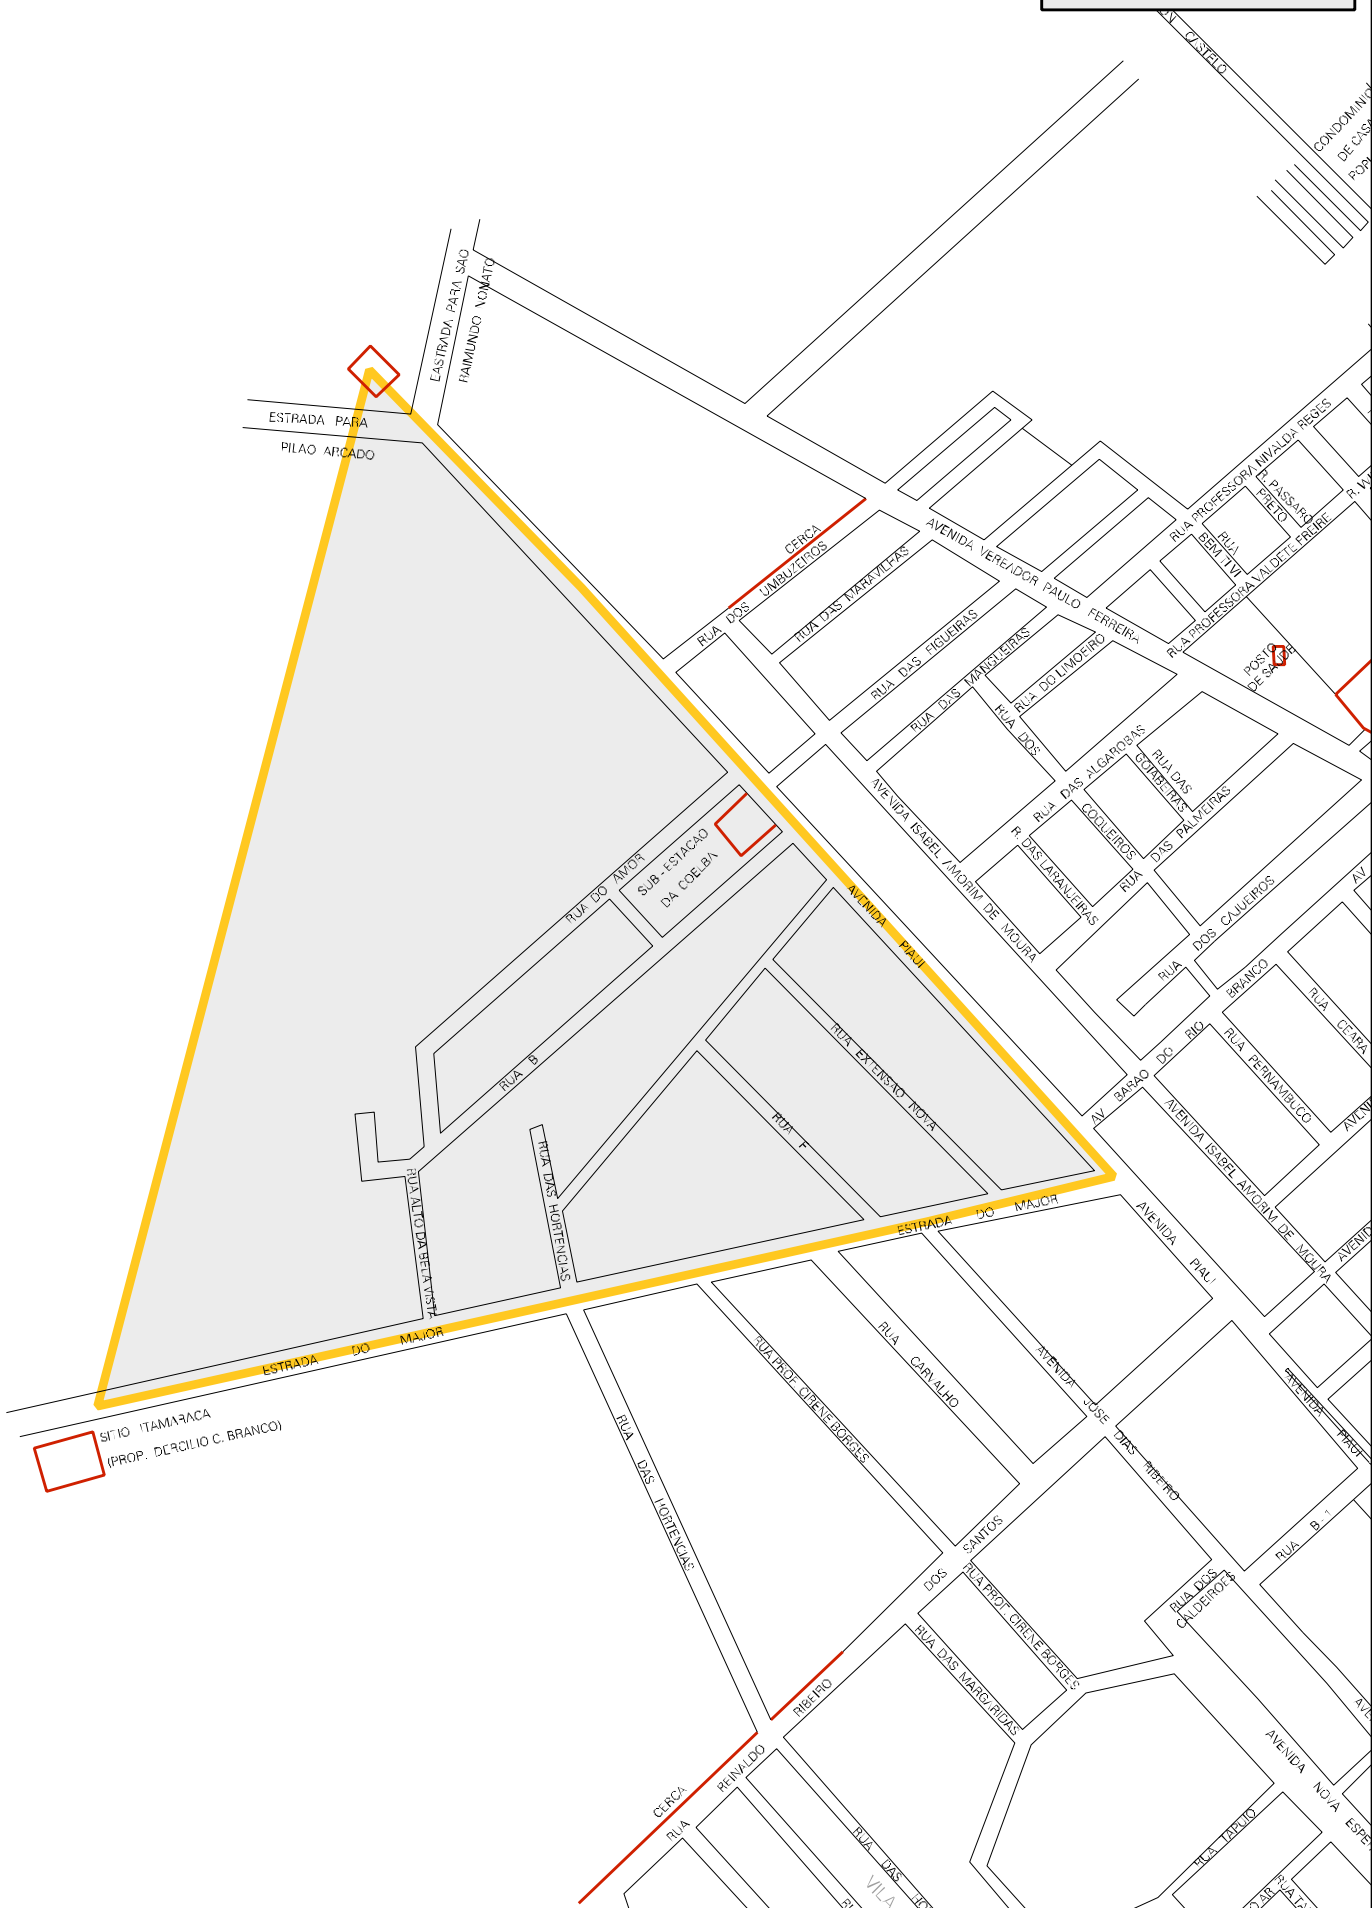 CASTELO
CONDOMINIO
DE CASA
EASTRADA PARA SAO
RAIMUNDO NONATO
ESTRADA PARA
PILAO ARCADO
RUA PROFESSORA NIVALDA REGES
R. PASSARO
PRETO
RUA
BEM TI VI
RUA PROFESSORA VALDETE FREIRE
CERCA
RUA DOS UMBUZEIROS
RUA DAS MARAVILHAS
AVENIDA VEREADOR PAULO FERREIRA
POSTO
DE SAUDE
RUA DAS FIGUEIRAS
RUA DAS MANGUEIRAS
RUA DO LIMOEIRO
RUA DOS
COQUEIROS
RUA DAS ALGAROBAS
RUA DAS
GOIABEIRAS
RUA DAS PALMEIRAS
R. DAS LARANJEIRAS
AVENIDA ISABEL AMORIM DE MOURA
RUA DOS CAJUEIROS
AV
SUB-ESTACAO
DA COELBA
RUA DO AMOR
AVENIDA PIAUI
RUA B
RUA EXTENSAO NOVA
RUA F
AV BARAO DO RIO BRANCO
RUA CEARA
RUA PERNAMBUCO
AVENIDA ISABEL AMORIM DE MOURA
RUA DAS HORTENCIAS
RUA ALTO DA BELA VISTA
ESTRADA DO MAJOR
AVENIDA PIAUI
ESTRADA DO MAJOR
SITIO ITAMARACA
(PROP. DERCILIO C. BRANCO)
RUA PROF. CIRENE BORGES
RUA CARVALHO
AVENIDA JOSE DIAS RIBEIRO
AVENIDA PIAUI
RUA DAS HORTENCIAS
RUA B-1
RUA DOS
CALDEIROES
RUA REINALDO RIBEIRO DOS SANTOS
RUA PROF. CIRENE BORGES
RUA DAS MARGARIDAS
CERCA
AVENIDA NOVA
RUA DAS
VILA